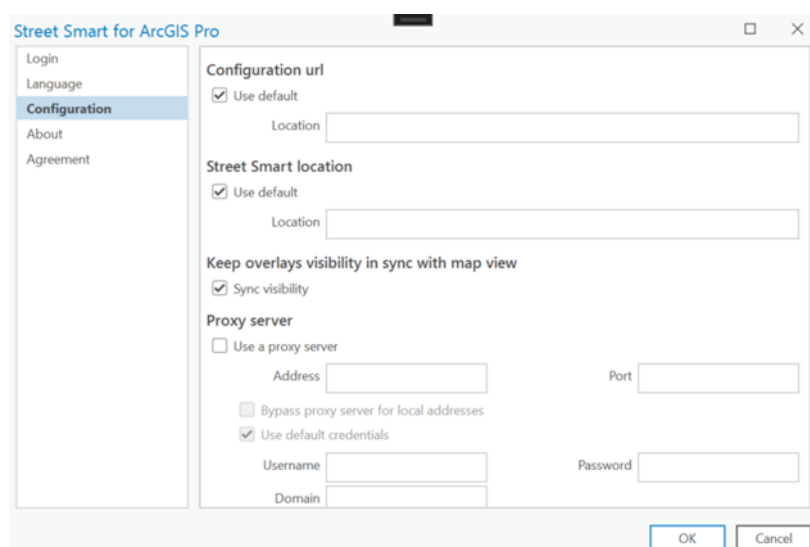 Street Smart for ArcGIS Pro
Login
Language
Configuration
About
Agreement
Configuration url
Use default
Location
Street Smart location
Use default
Location
Keep overlays visibility in sync with map view
Sync visibility
Proxy server
Use a proxy server
Address Port
Bypass proxy server for local addresses
Use default credentials
Username Password
Domain
OK Cancel